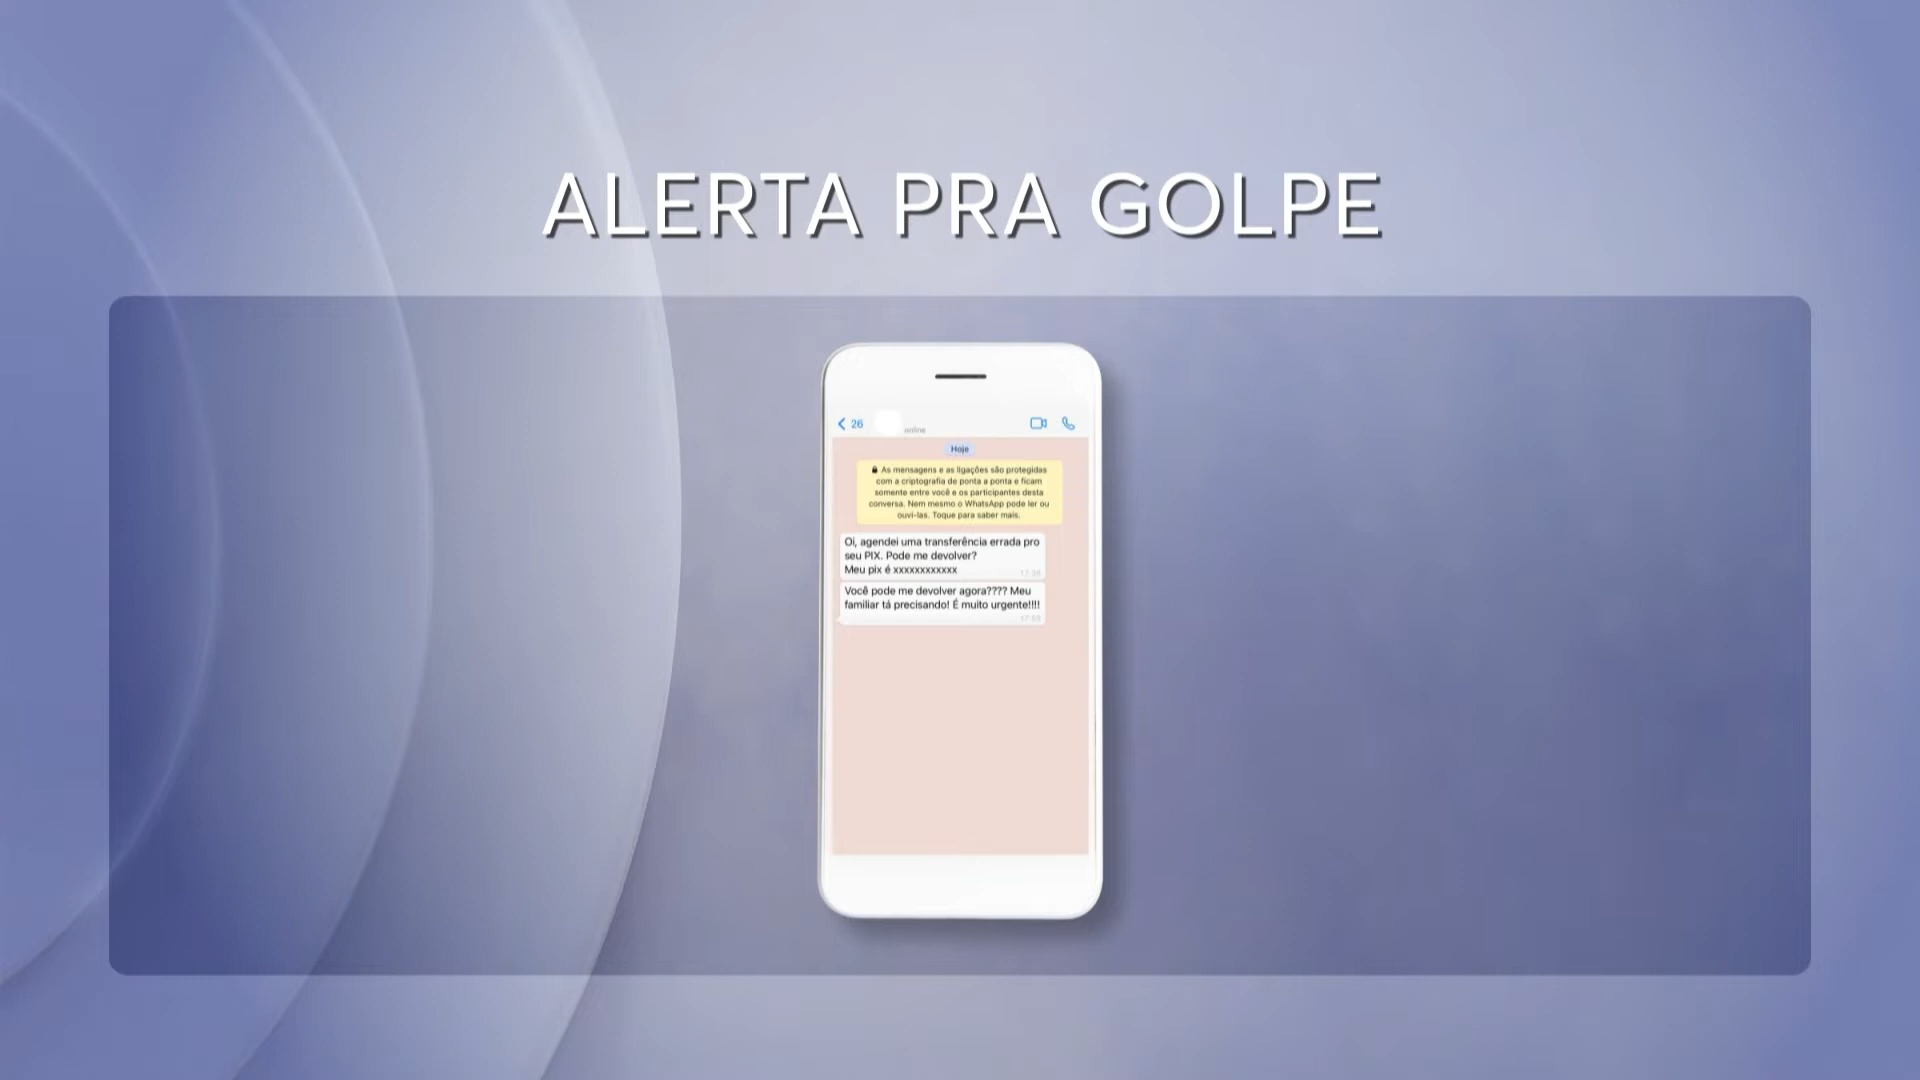 ALERTA PRA GOLPE
26
online
Hoje
As mensagens e as ligações são protegidas
com a criptografia de ponta a ponta e ficam
somente entre você e os participantes desta
conversa. Nem mesmo o WhatsApp pode ler ou
ouvi-las. Toque para saber mais.
Oi, agendei uma transferência errada pro
seu PIX. Pode me devolver?
Meu pix é xxxxxxxxxxxx
Você pode me devolver agora???? Meu
familiar tá precisando! É muito urgente!!!!